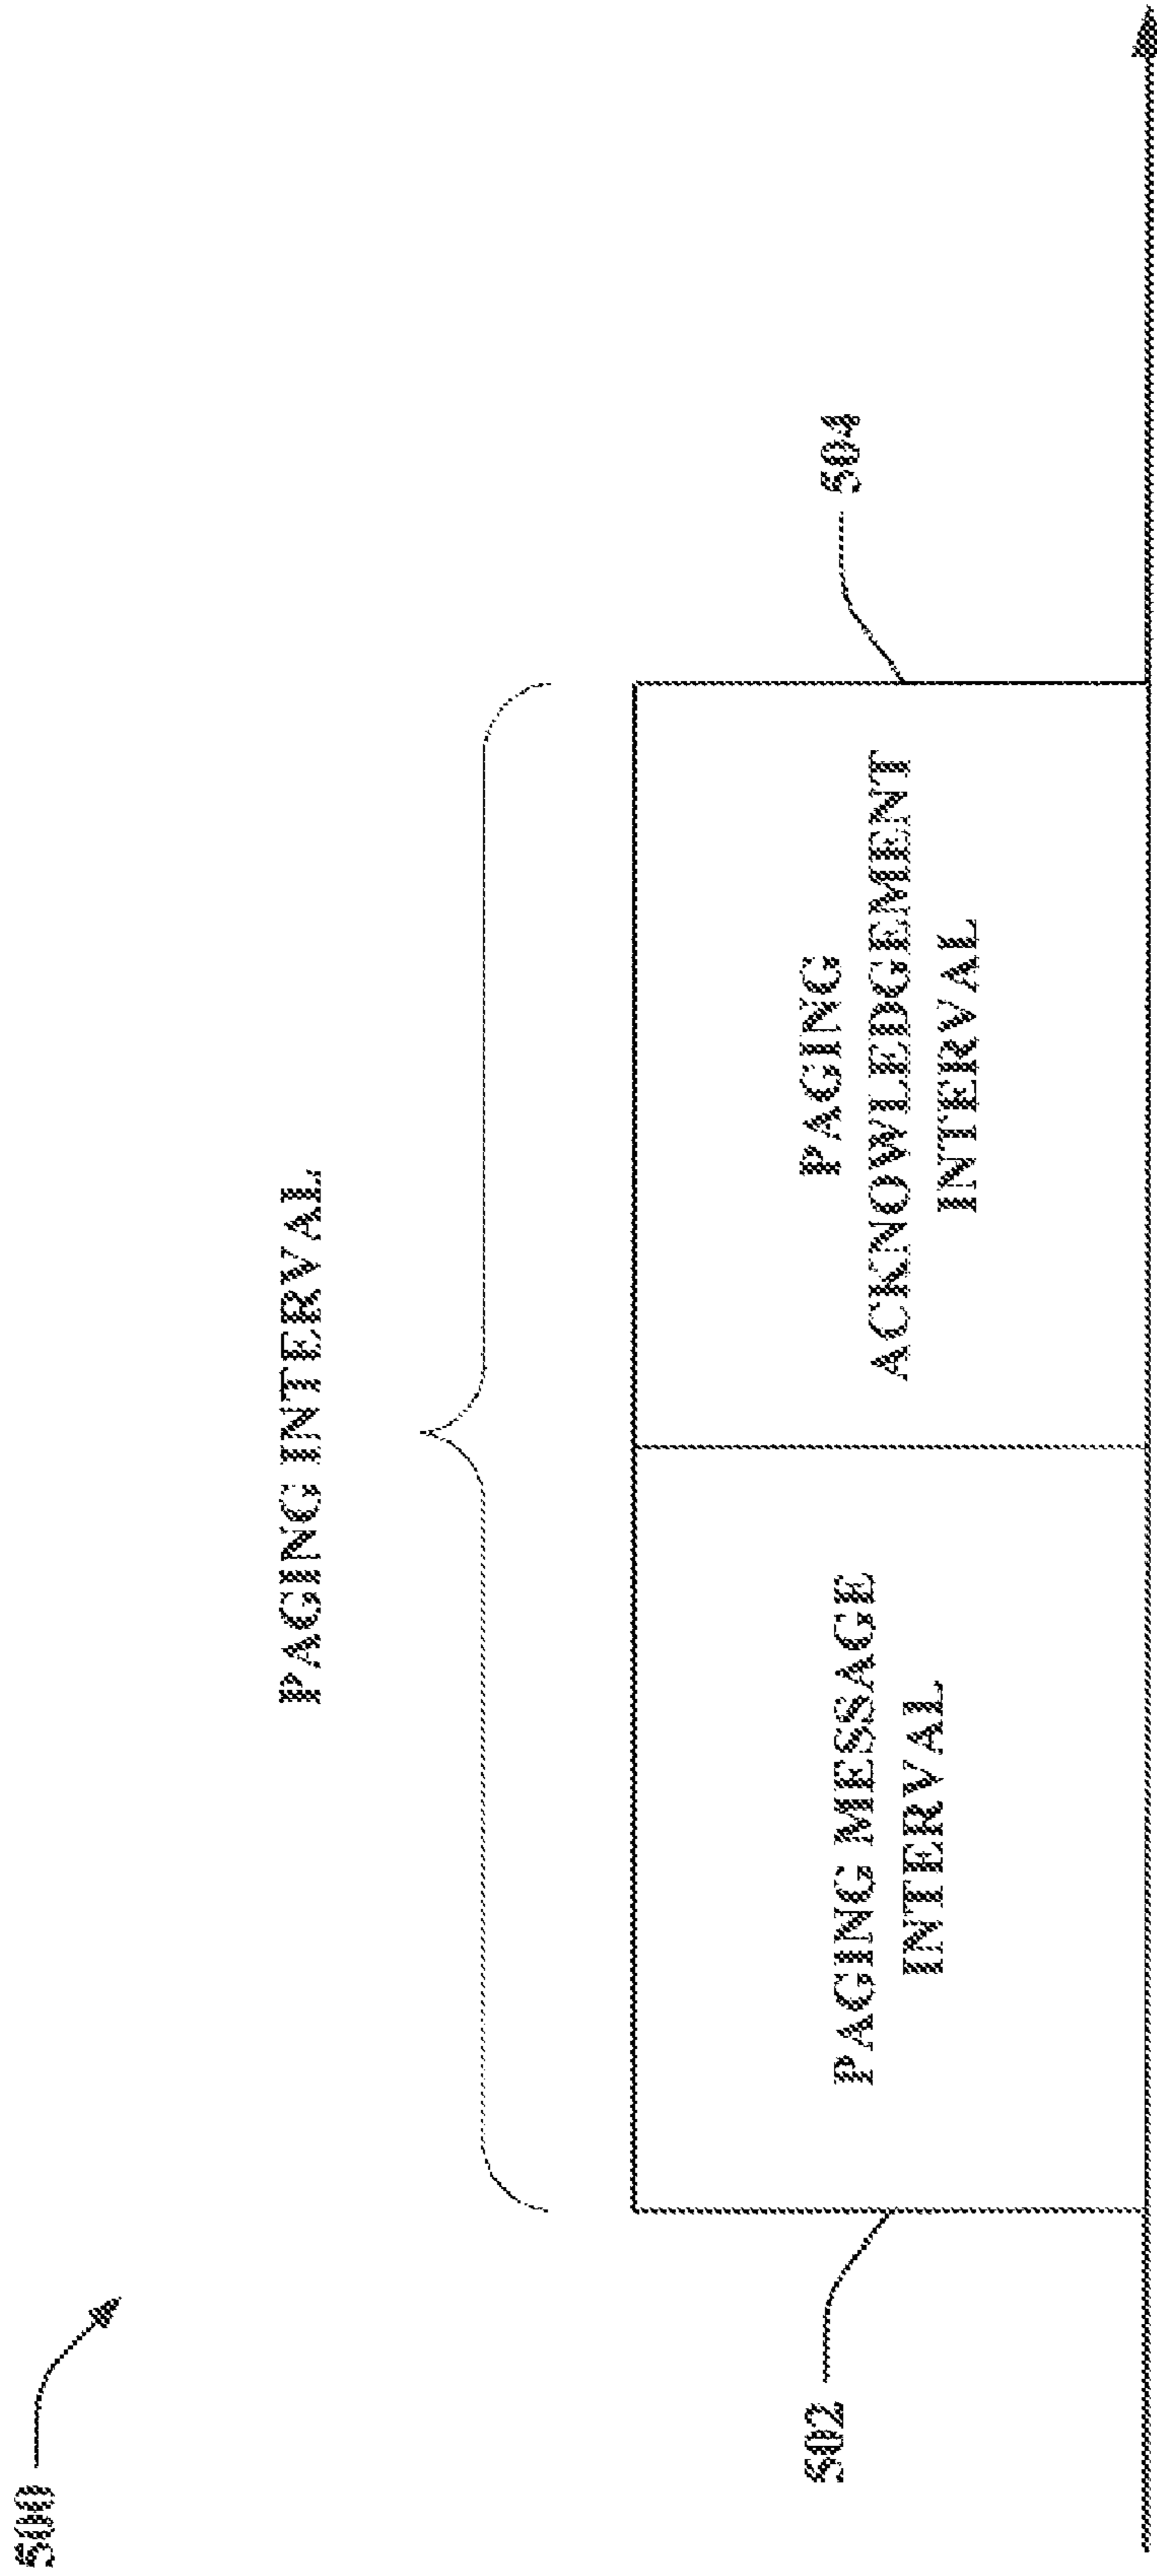 500
PAGING INTERVAL
502
PAGING MESSAGE
INTERVAL
PAGING
ACKNOWLEDGEMENT
INTERVAL
504